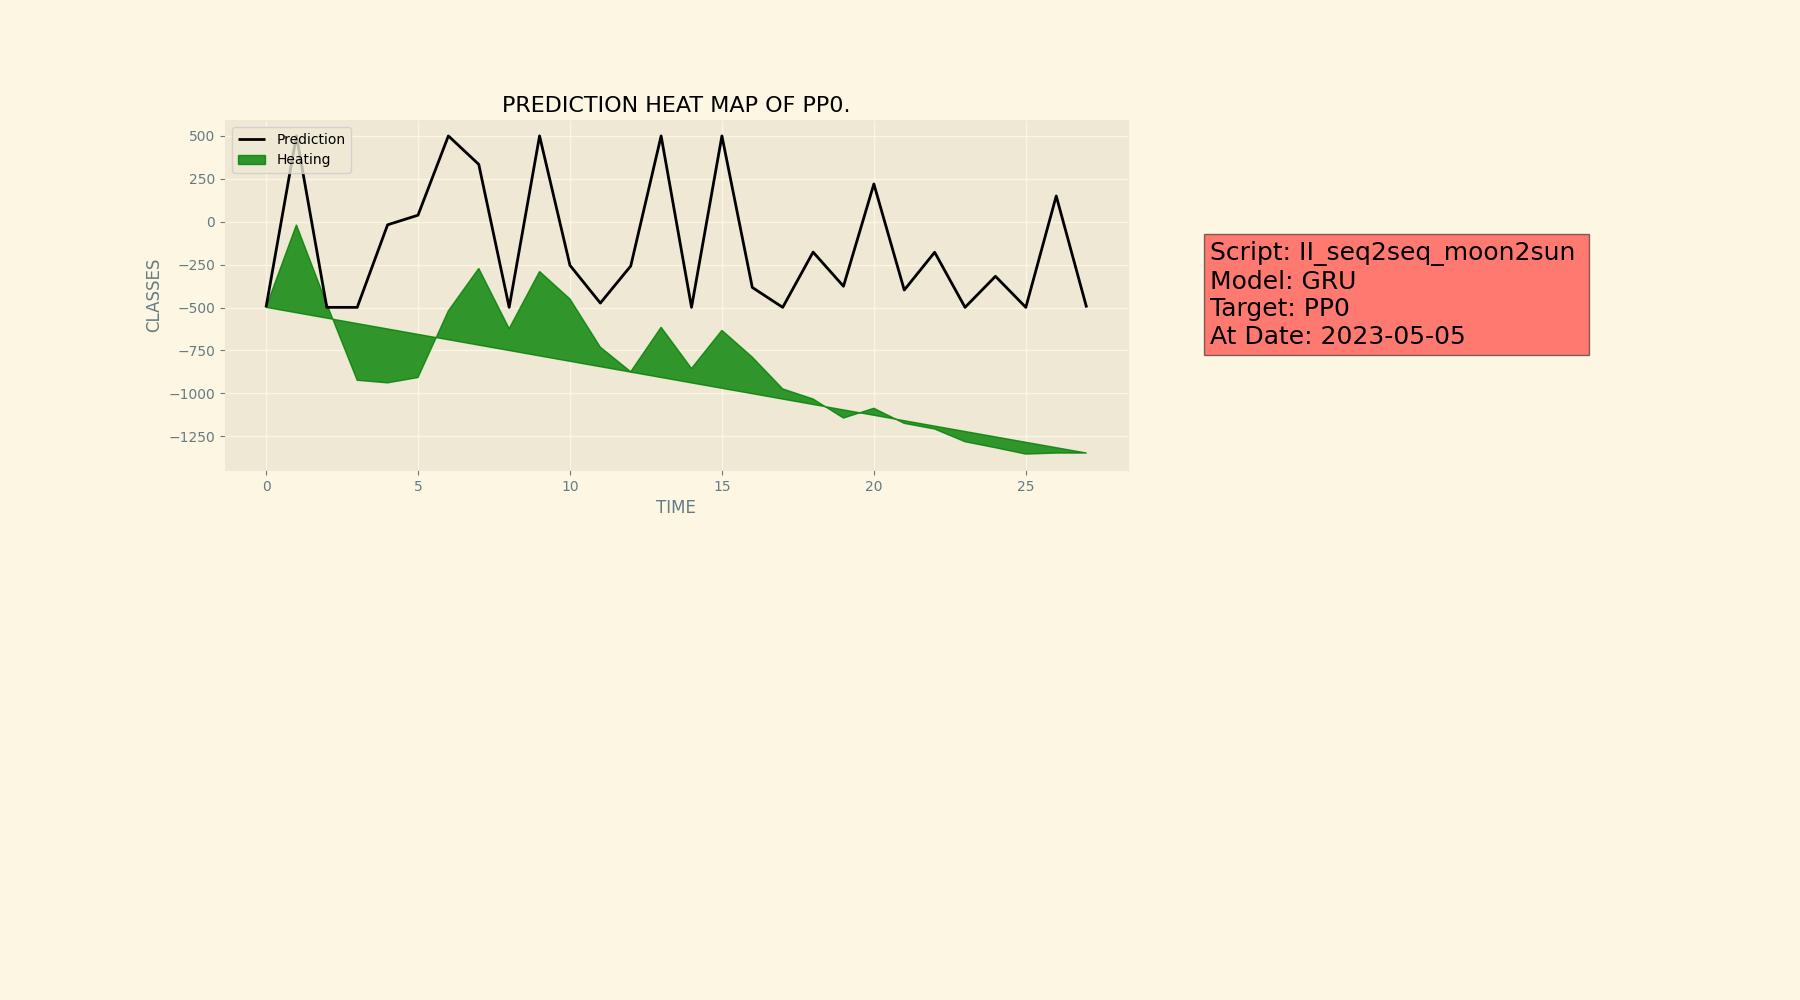 PREDICTION HEAT MAP OF PP0.
Prediction
Heating
500
250
0
−250
−500
−750
−1000
−1250
CLASSES
0 5 10 15 20 25
TIME
Script: II_seq2seq_moon2sun
Model: GRU
Target: PP0
At Date: 2023-05-05